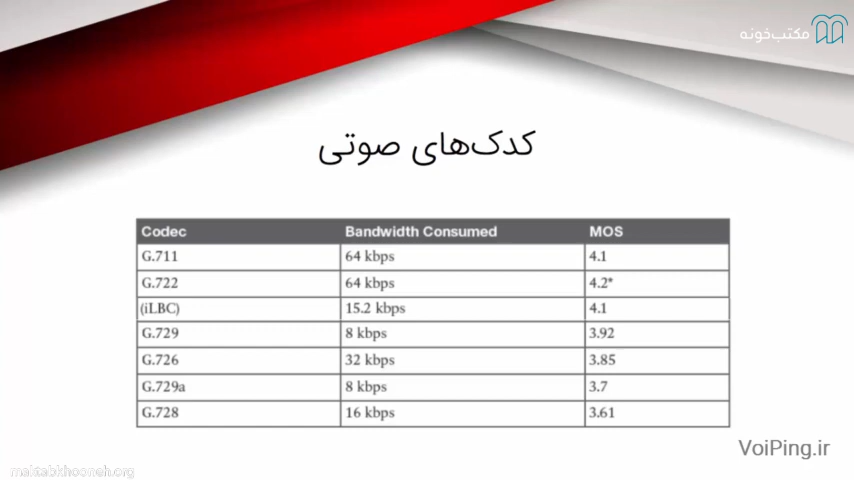 مکتب‌خونه
کدک‌های صوتی
Codec Bandwidth Consumed MOS
G.711 64 kbps 4.1
G.722 64 kbps 4.2*
(iLBC) 15.2 kbps 4.1
G.729 8 kbps 3.92
G.726 32 kbps 3.85
G.729a 8 kbps 3.7
G.728 16 kbps 3.61
VoiPing.ir
maktabkhooneh.org